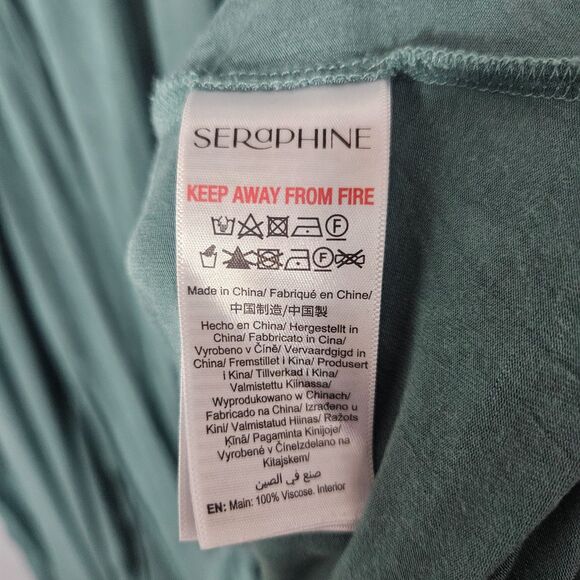 SERaPHINE
KEEP AWAY FROM FIRE
F
F
Made in China/ Fabriqué en Chine/
中国制造/中国製
Hecho en China/ Hergestellt in
China/ Fabbricato in Cina/
Vyrobeno v Číně/ Vervaardigd in
China/ Fremstillet i Kina/ Produsert
i Kina/ Tillverkad i Kina/
Valmistettu Kiinassa/
Wyprodukowano w Chinach/
Fabricado na China/ Izrađeno u
Kini/ Valmistatud Hiinas/ Ražots
Ķīnā/ Pagaminta Kinijoje/
Vyrobené v ČíneIzdelano na
Kitajskem/
صنع في الصين
EN: Main: 100% Viscose. Interior